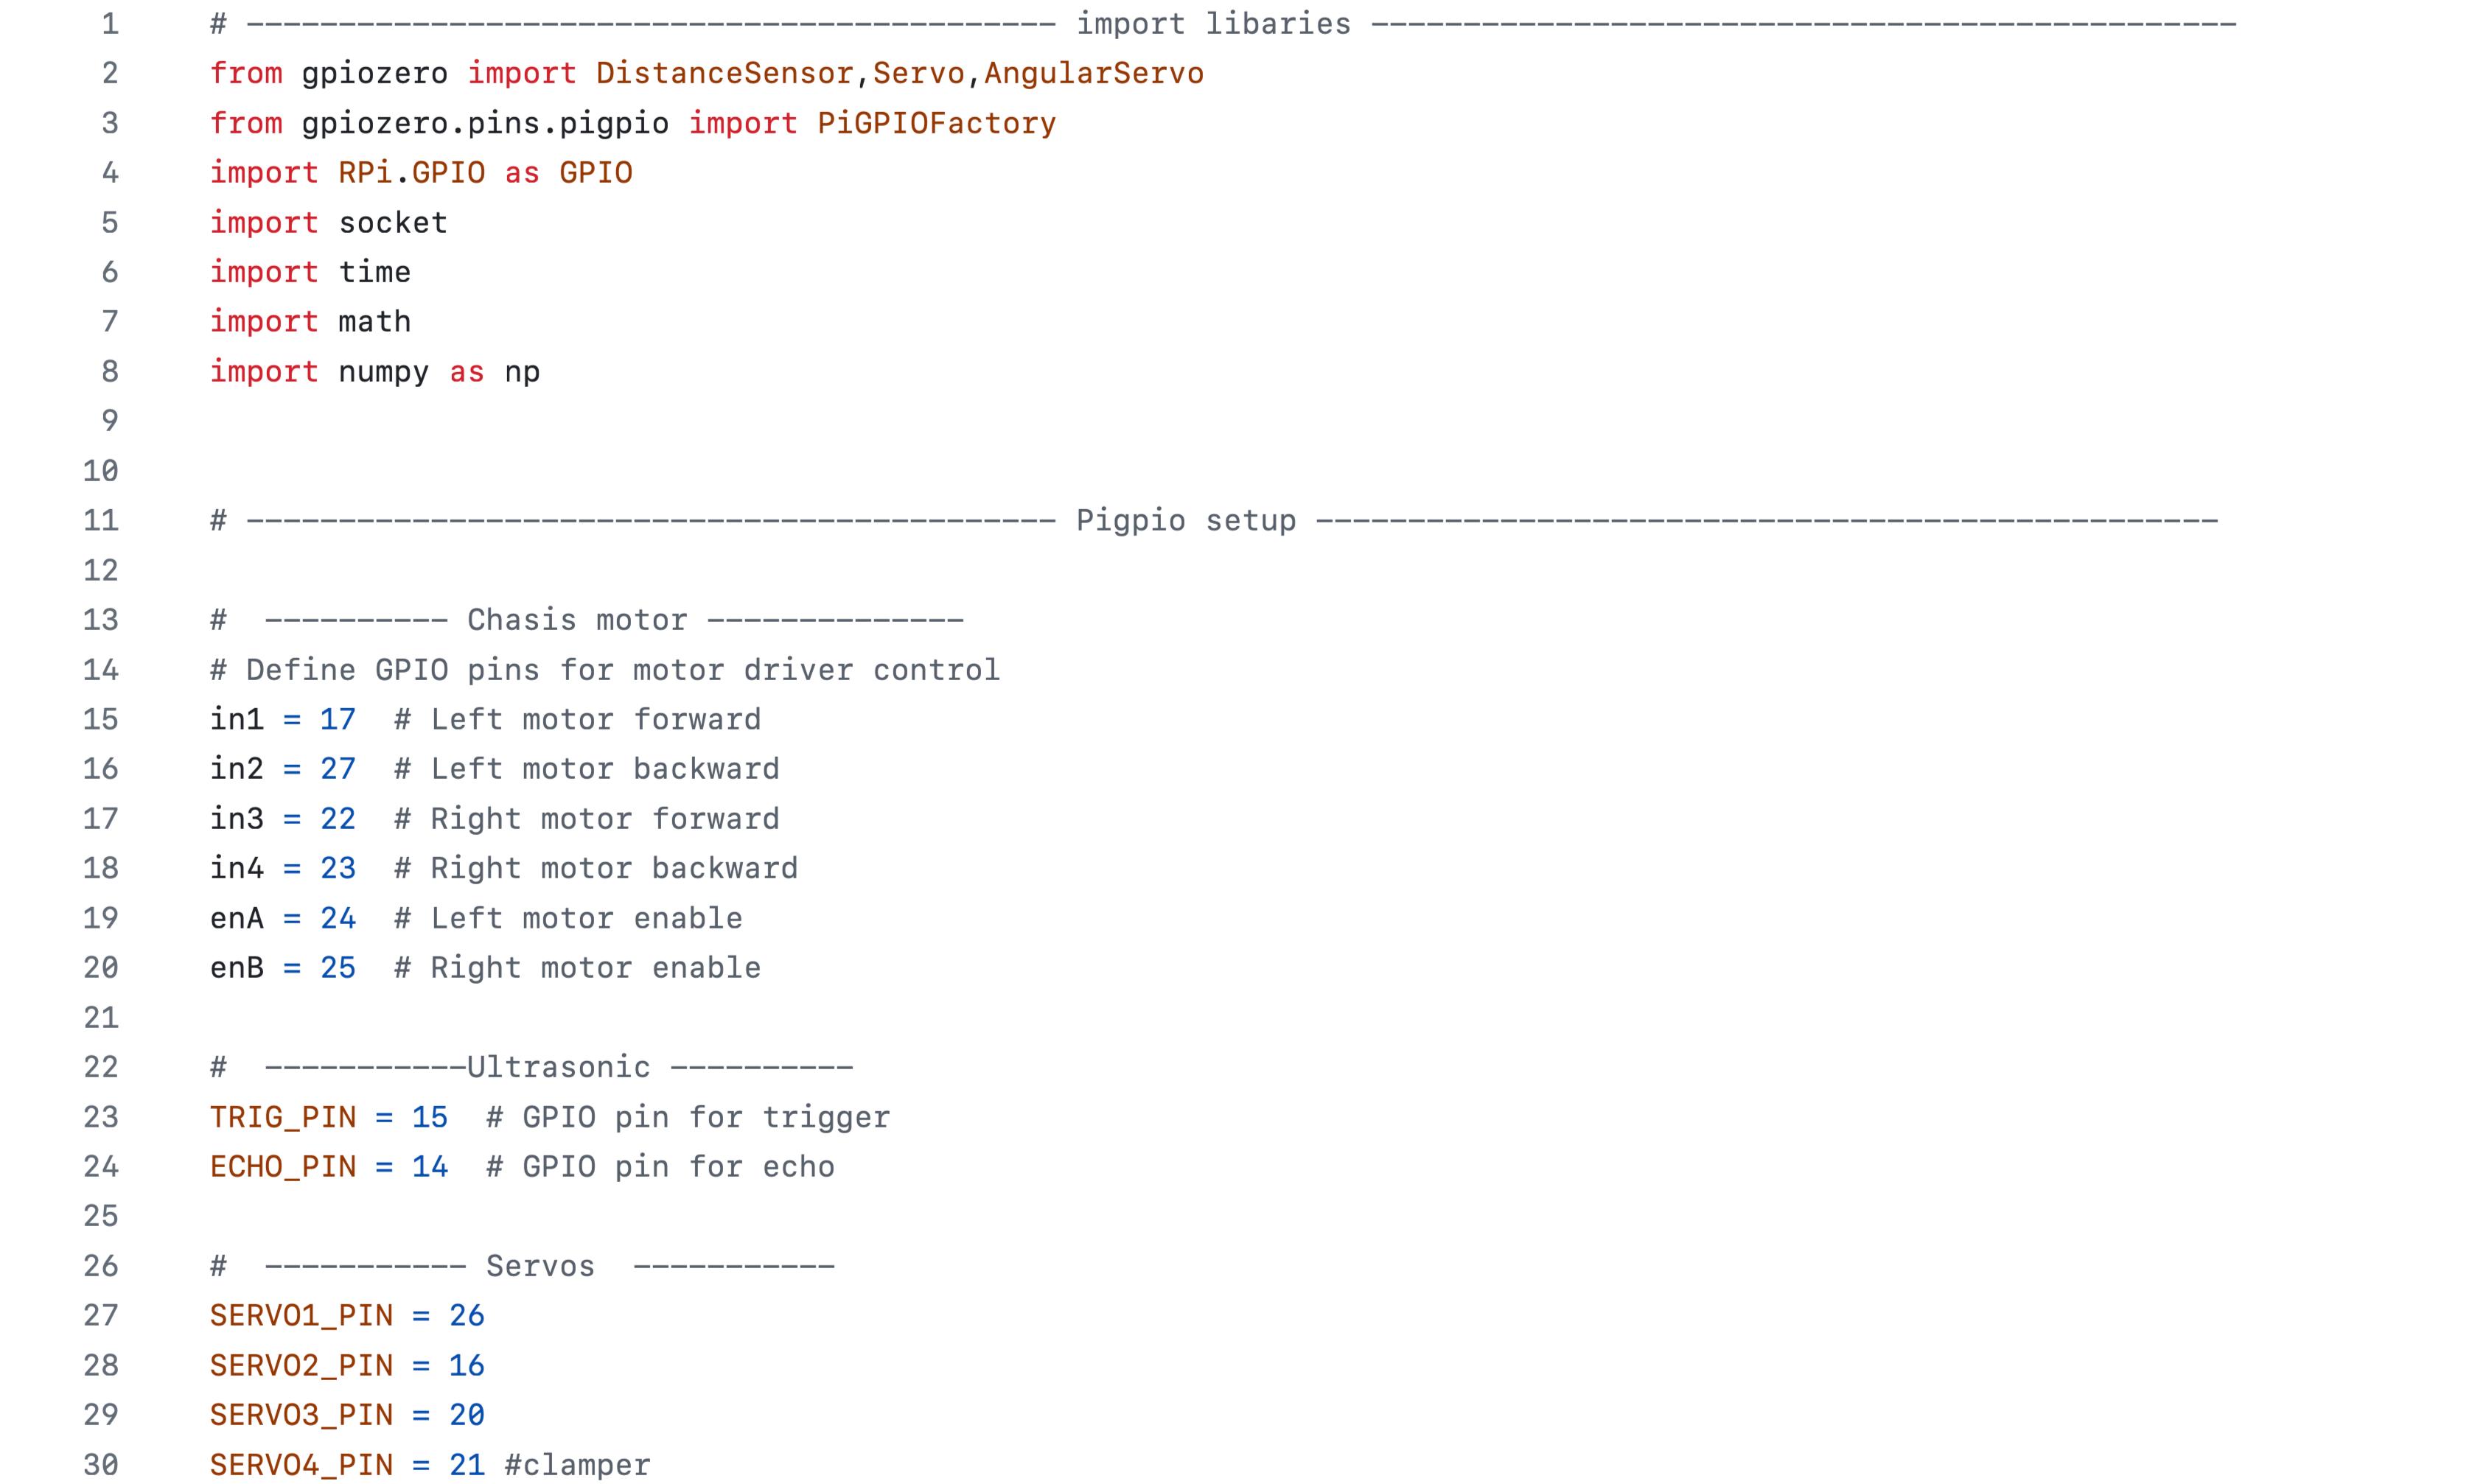 1 # –––––––––––––––––––––––––––––––––––––––––––– import libaries –––––––––––––––––––––––––––––––––––––––––––––––
2 from gpiozero import DistanceSensor,Servo,AngularServo
3 from gpiozero.pins.pigpio import PiGPIOFactory
4 import RPi.GPIO as GPIO
5 import socket
6 import time
7 import math
8 import numpy as np
9
10
11 # –––––––––––––––––––––––––––––––––––––––––––– Pigpio setup –––––––––––––––––––––––––––––––––––––––––––––––––
12
13 #  –––––––––– Chasis motor ––––––––––––––
14 # Define GPIO pins for motor driver control
15 in1 = 17  # Left motor forward
16 in2 = 27  # Left motor backward
17 in3 = 22  # Right motor forward
18 in4 = 23  # Right motor backward
19 enA = 24  # Left motor enable
20 enB = 25  # Right motor enable
21
22 #  –––––––––––Ultrasonic ––––––––––
23 TRIG_PIN = 15  # GPIO pin for trigger
24 ECHO_PIN = 14  # GPIO pin for echo
25
26 #  ––––––––––– Servos  –––––––––––
27 SERVO1_PIN = 26
28 SERVO2_PIN = 16
29 SERVO3_PIN = 20
30 SERVO4_PIN = 21 #clamper